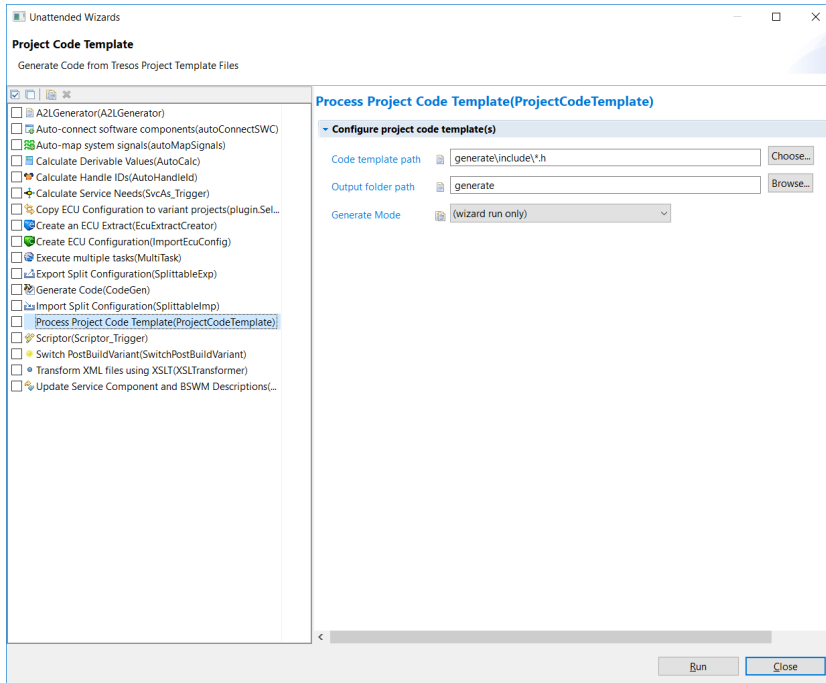 Unattended Wizards
Project Code Template
Generate Code from Tresos Project Template Files
A2LGenerator(A2LGenerator)
Auto-connect software components(autoConnectSWC)
Auto-map system signals(autoMapSignals)
Calculate Derivable Values(AutoCalc)
Calculate Handle IDs(AutoHandleId)
Calculate Service Needs(SvcAs_Trigger)
Copy ECU Configuration to variant projects(plugin.Sel...
Create an ECU Extract(EcuExtractCreator)
Create ECU Configuration(ImportEcuConfig)
Execute multiple tasks(MultiTask)
Export Split Configuration(SplittableExp)
Generate Code(CodeGen)
Import Split Configuration(SplittableImp)
Process Project Code Template(ProjectCodeTemplate)
Scriptor(Scriptor_Trigger)
Switch PostBuildVariant(SwitchPostBuildVariant)
Transform XML files using XSLT(XSLTransformer)
Update Service Component and BSWM Descriptions(...
Process Project Code Template(ProjectCodeTemplate)
Configure project code template(s)
Code template path generate\include\*.h Choose...
Output folder path generate Browse...
Generate Mode (wizard run only)
Run Close